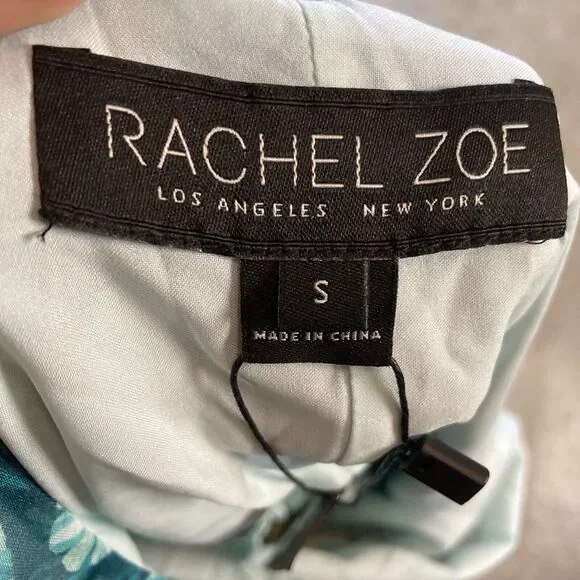 RACHEL ZOE
LOS ANGELES NEW YORK
S
MADE IN CHINA